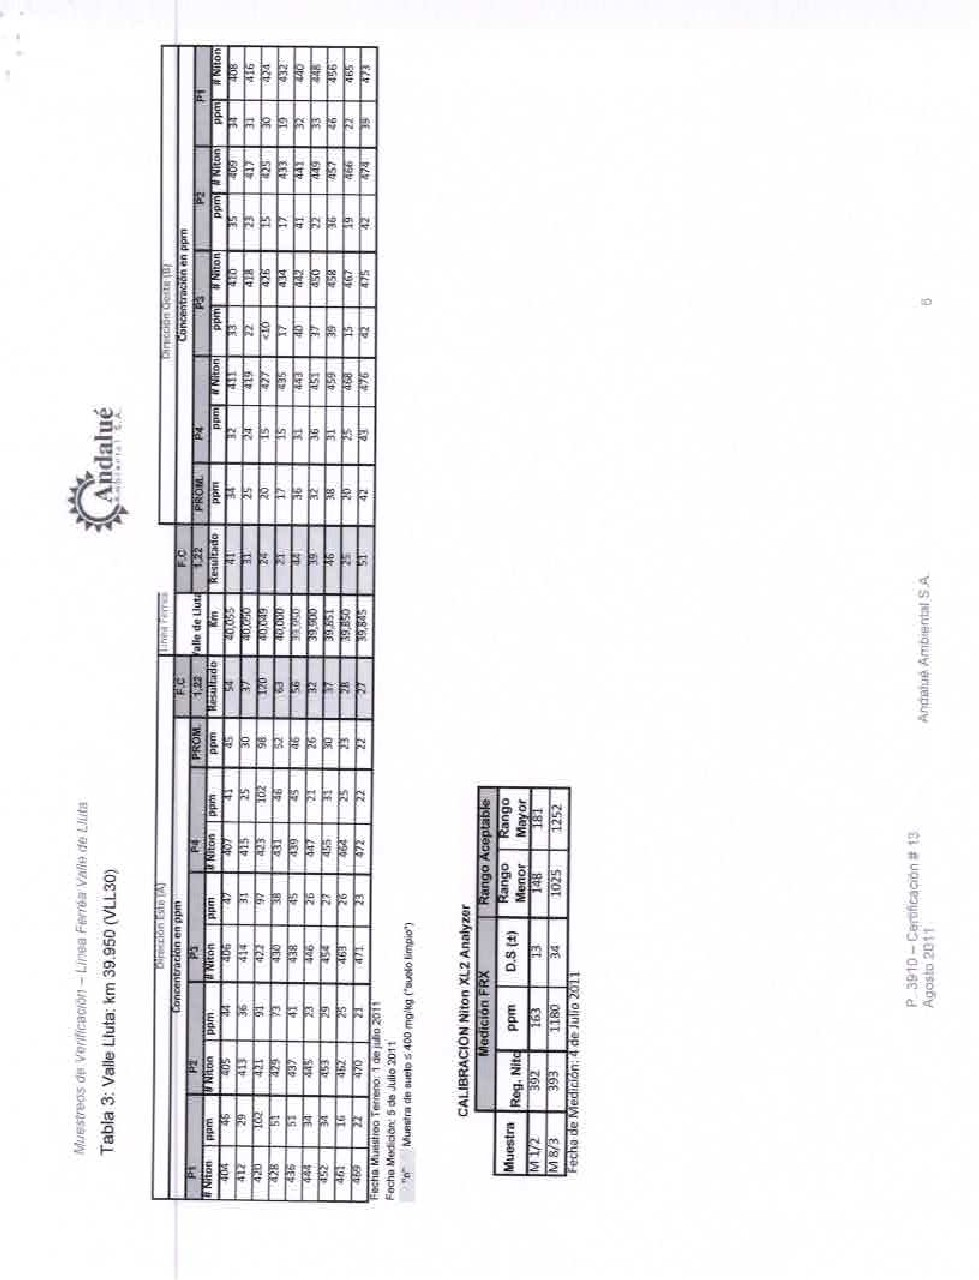 Muestreos de Verificación – Línea Ferréa Valle de Lluta
Andalué
Ambiental S.A.
Tabla 3: Valle Lluta: km 39.950 (VLL30)
Dirección Este (A) Línea Ferrea Dirección Oeste (B)
Concentración en ppm F.C F.C Concentración en ppm
P1 P2 P3 P4 PROM. 1,22 Valle de Lluta 1,22 PROM. P4 P3 P2 P1
# Niton ppm # Niton ppm # Niton ppm # Niton ppm ppm Resultado Km Resultado ppm ppm # Niton ppm # Niton ppm # Niton ppm # Niton
404 46 405 44 406 47 407 41 45 54 40,055 41 34 32 411 33 410 35 409 34 408
412 29 413 36 414 31 415 25 30 37 40,050 31 25 24 419 22 418 23 417 31 416
420 102 421 91 422 97 423 102 98 120 40,049 24 20 15 427 <10 426 15 425 30 424
428 51 429 73 430 38 431 46 52 63 40,000 21 17 15 435 17 434 17 433 19 432
436 51 437 41 438 45 439 45 46 56 39,950 44 36 31 443 40 442 41 441 32 440
444 34 445 23 446 26 447 21 26 32 39,900 39 32 36 451 37 450 22 449 33 448
452 34 453 29 454 27 455 31 30 37 39,851 46 38 31 459 39 458 36 457 46 456
461 16 462 25 463 26 464 25 23 28 39,850 25 20 25 468 15 467 19 466 22 465
469 22 470 21 471 23 472 22 22 27 39,845 51 42 43 476 42 475 42 474 39 473
Fecha Muestreo Terreno: 1 de julio 2011
Fecha Medición: 5 de Julio 2011
"n" Muestra de suelo ≤ 400 mg/kg ("suelo limpio")
CALIBRACION Niton XL2 Analyzer
Medición FRX Rango Aceptable
Muestra Reg. Nito ppm D.S (±) Rango Menor Rango Mayor
M 1/2 392 163 13 148 181
M 8/3 393 1180 34 1025 1252
Fecha de Medición: 4 de Julio 2011
P. 3910 – Certificación # 13
Agosto 2011
Andalué Ambiental S.A.
6